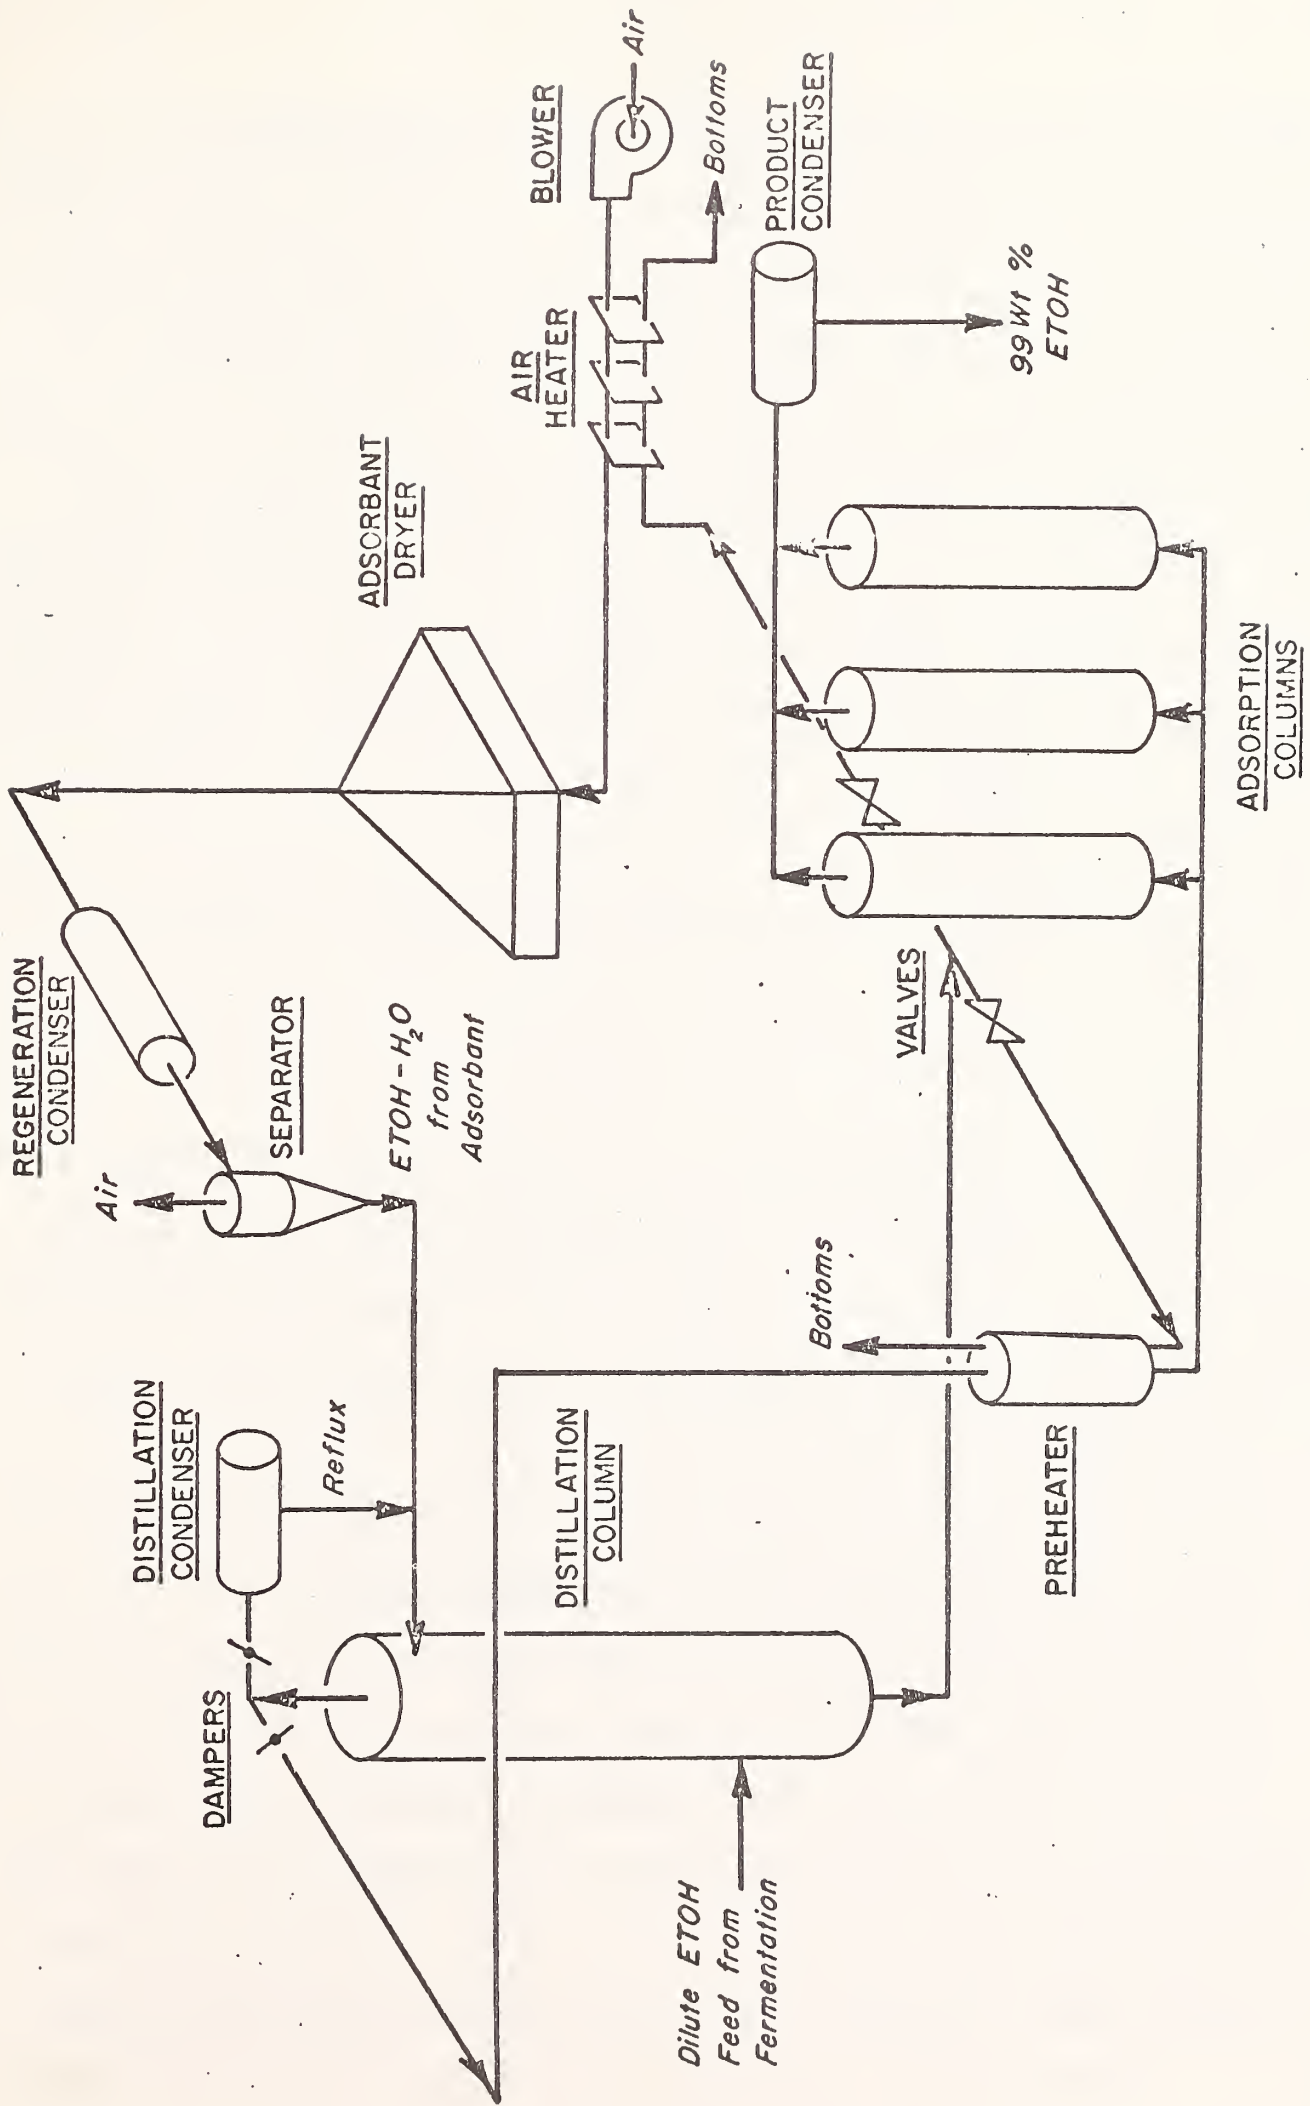 REGENERATION
CONDENSER
Air
SEPARATOR
DISTILLATION
CONDENSER
DAMPERS
Reflux
ETOH-H₂O
from
Adsorbant
ADSORBANT
DRYER
AIR
HEATER
BLOWER
Air
Bottoms
PRODUCT
CONDENSER
99 Wt %
ETOH
DISTILLATION
COLUMN
Dilute ETOH
Feed from
Fermentation
Bottoms
VALVES
PREHEATER
ADSORPTION
COLUMNS